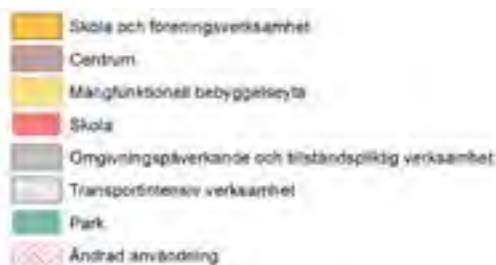 Skola och föreningsverksamhet
Centrum
Mångfunktionell bebyggelseyta
Skola
Omgivningspåverkande och tillståndspliktig verksamhet
Transportintensiv verksamhet
Park
Ändrad användning